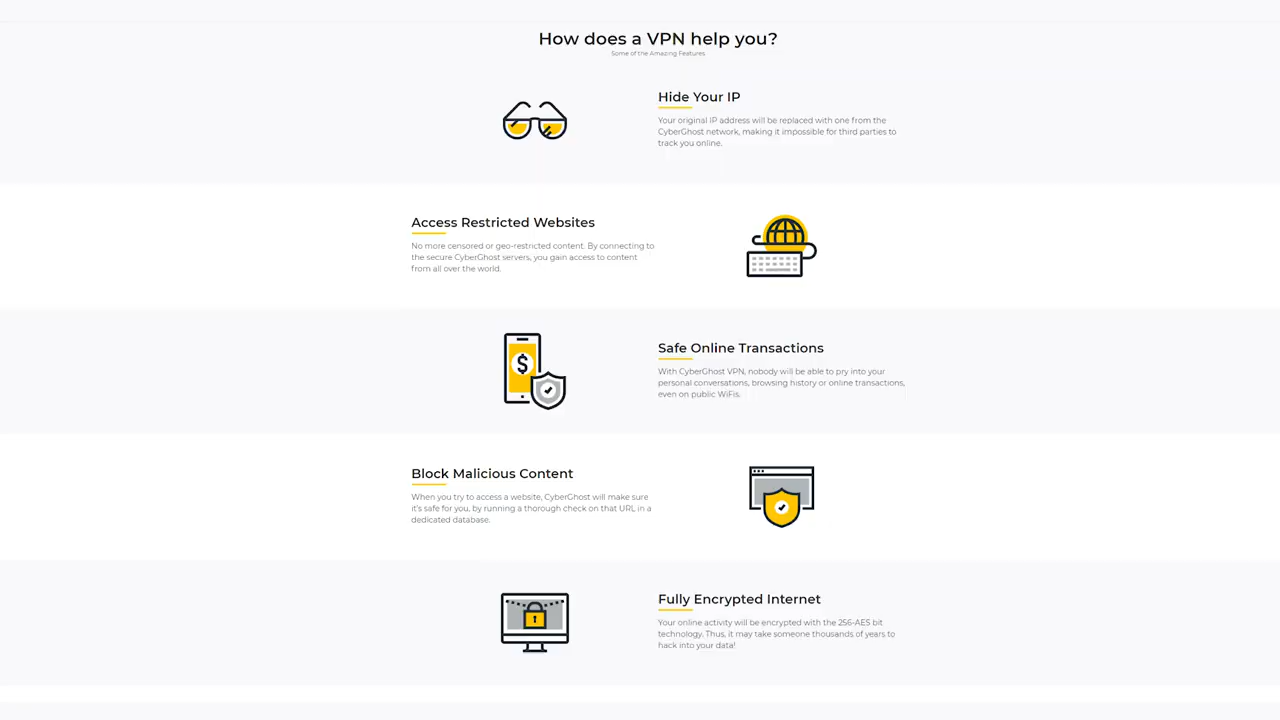 How does a VPN help you?
Some of the Amazing Features
Hide Your IP
Your original IP address will be replaced with one from the
CyberGhost network, making it impossible for third parties to
track you online.
Access Restricted Websites
No more censored or geo-restricted content. By connecting to
the secure CyberGhost servers, you gain access to content
from all over the world.
$
Safe Online Transactions
With CyberGhost VPN, nobody will be able to pry into your
personal conversations, browsing history or online transactions,
even on public WiFis.
Block Malicious Content
When you try to access a website, CyberGhost will make sure
it's safe for you, by running a thorough check on that URL in a
dedicated database.
Fully Encrypted Internet
Your online activity will be encrypted with the 256-AES bit
technology. Thus, it may take someone thousands of years to
hack into your data!